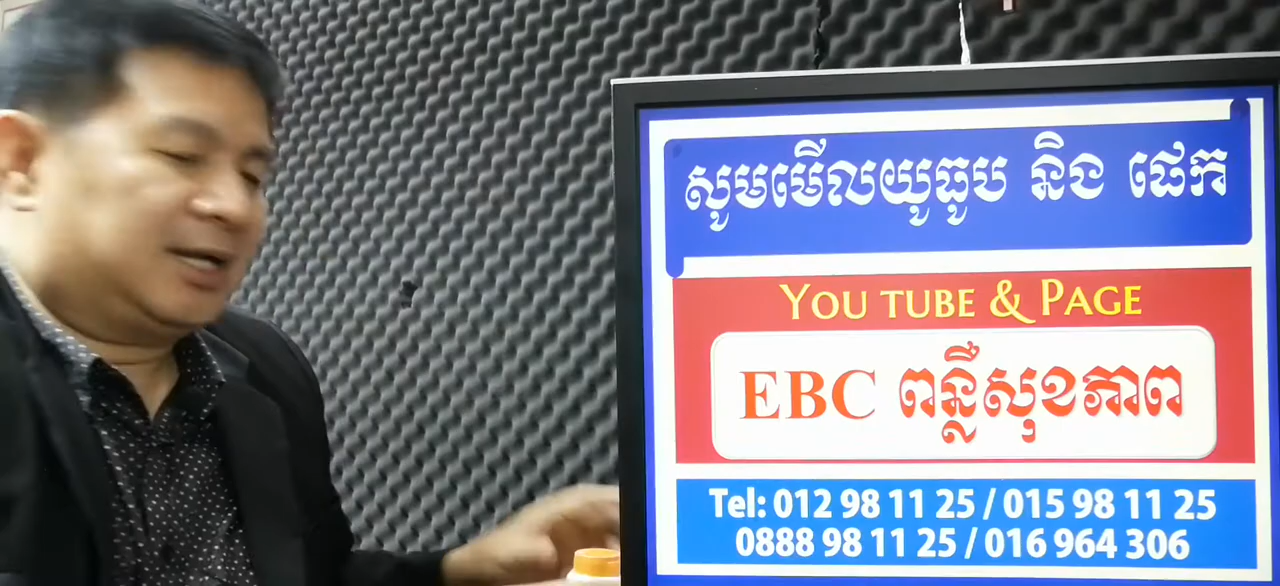 សូមមើលយូធូប និង ផេក
YOU TUBE & PAGE
EBC ពន្លឺសុខភាព
Tel: 012 98 11 25 / 015 98 11 25
0888 98 11 25 / 016 964 306